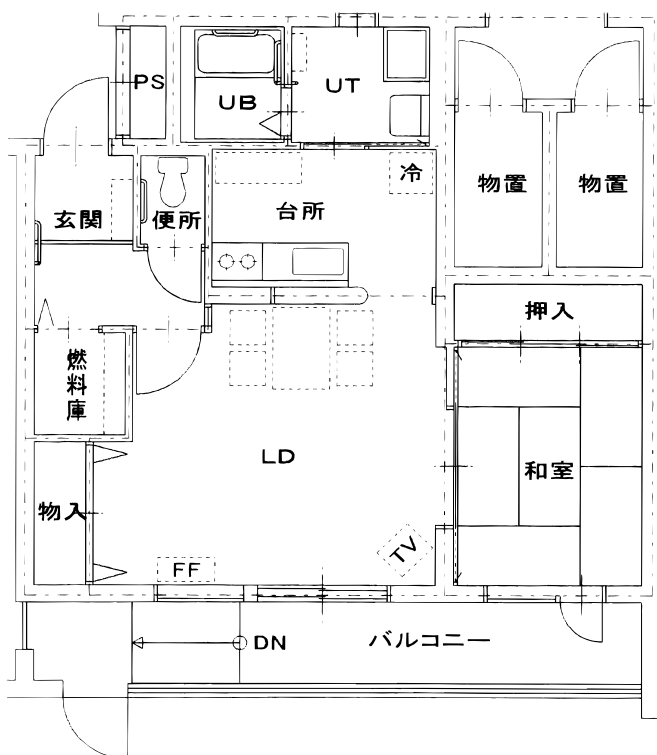 PS
UB
UT
冷
台所
物置
物置
玄関
便所
押入
燃料庫
LD
和室
物入
TV
FF
DN
バルコニー